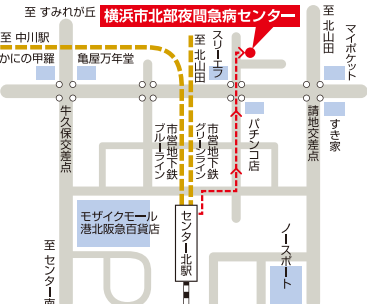 至 すみれが丘
横浜市北部夜間急病センター
至 北山田
至 中川駅
至 北山田
スリーエフ
マイポケット
かにの甲羅
亀屋万年堂
牛久保交差点
市営地下鉄
ブルーライン
市営地下鉄
グリーンライン
パチンコ店
請地交差点
すき家
モザイクモール
港北阪急百貨店
センター北駅
ノースポート
至 センター南